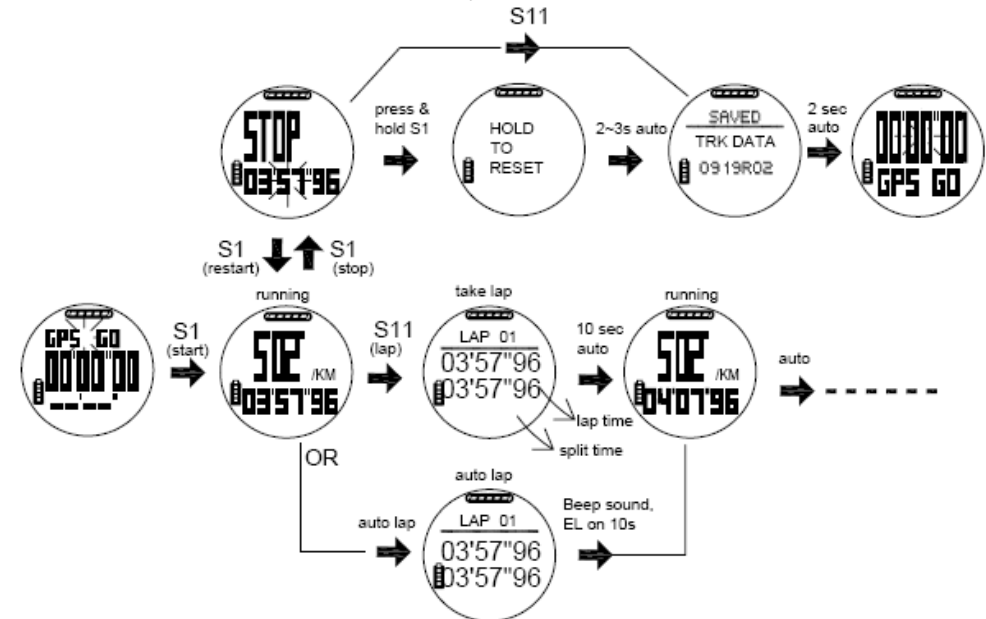 S11
STOP
03'57"96
press &
hold S1
HOLD
TO
RESET
2~3s auto
SAVED
TRK DATA
0919R02
2 sec
auto
00'00"00
GPS GO
S1
(restart)
S1
(stop)
GPS GO
00'00"00
S1
(start)
running
/KM
03'57"96
S11
(lap)
take lap
LAP 01
03'57"96
03'57"96
lap time
split time
10 sec
auto
running
/KM
04'07"96
auto
OR
auto lap
auto lap
LAP 01
03'57"96
03'57"96
Beep sound,
EL on 10s